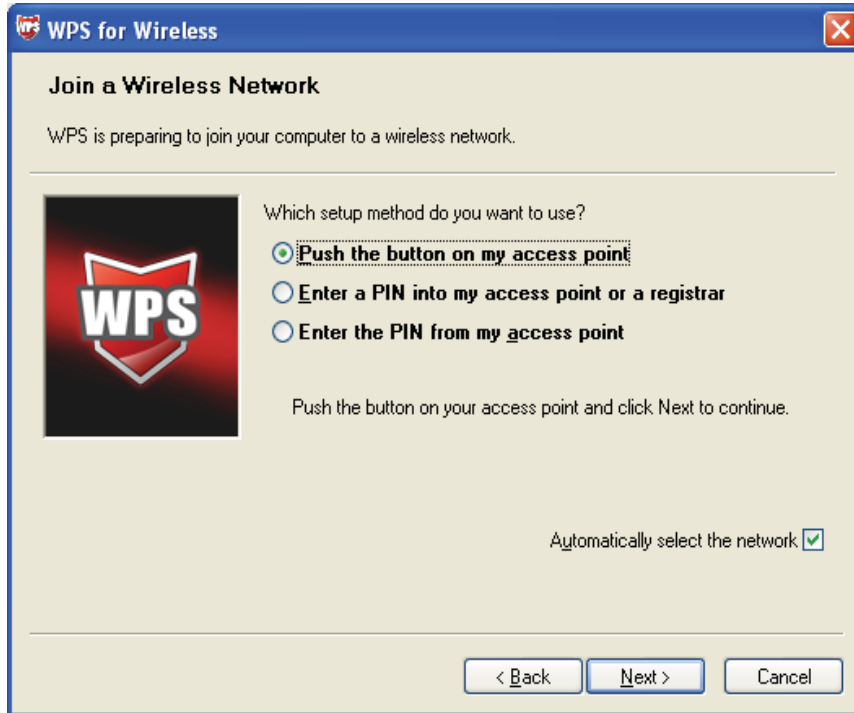 WPS for Wireless
Join a Wireless Network
WPS is preparing to join your computer to a wireless network.
Which setup method do you want to use?
Push the button on my access point
Enter a PIN into my access point or a registrar
Enter the PIN from my access point
WPS
Push the button on your access point and click Next to continue.
Automatically select the network
< Back
Next >
Cancel